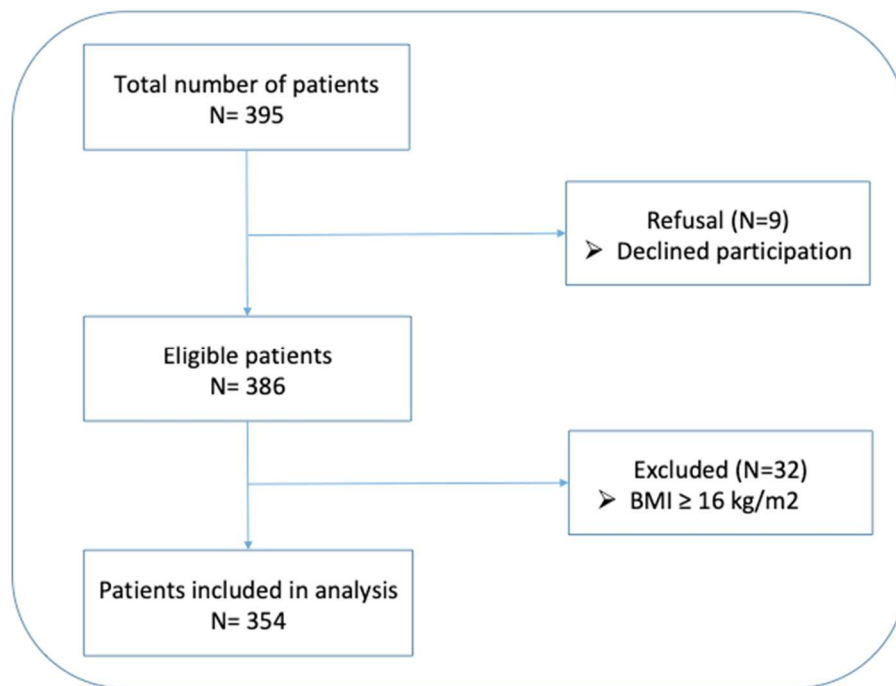 Total number of patients
N= 395
Refusal (N=9)
➢ Declined participation
Eligible patients
N= 386
Excluded (N=32)
➢ BMI ≥ 16 kg/m2
Patients included in analysis
N= 354